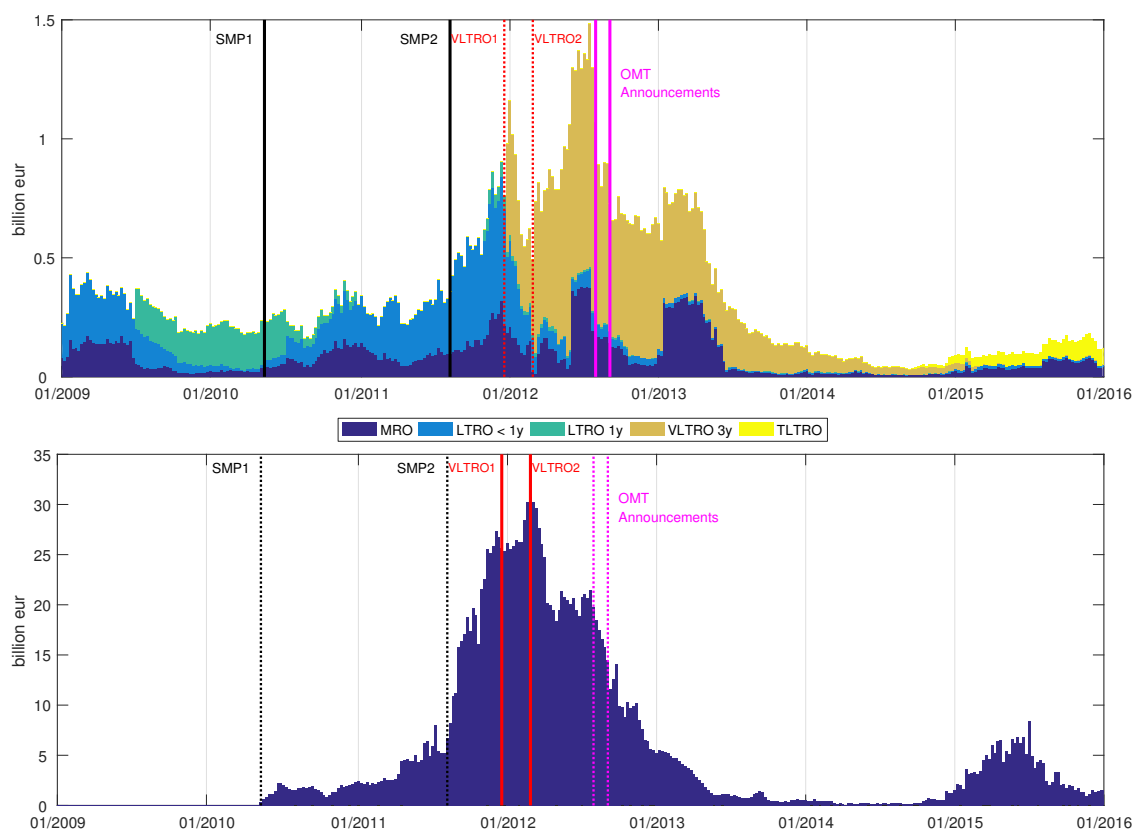 1.5
SMP1
SMP2
VLTRO1
VLTRO2
OMT
Announcements
1
billion eur
0.5
0
01/2009
01/2010
01/2011
01/2012
01/2013
01/2014
01/2015
01/2016
MRO
LTRO < 1y
LTRO 1y
VLTRO 3y
TLTRO
35
SMP1
SMP2
VLTRO1
VLTRO2
OMT
Announcements
30
25
20
billion eur
15
10
5
0
01/2009
01/2010
01/2011
01/2012
01/2013
01/2014
01/2015
01/2016